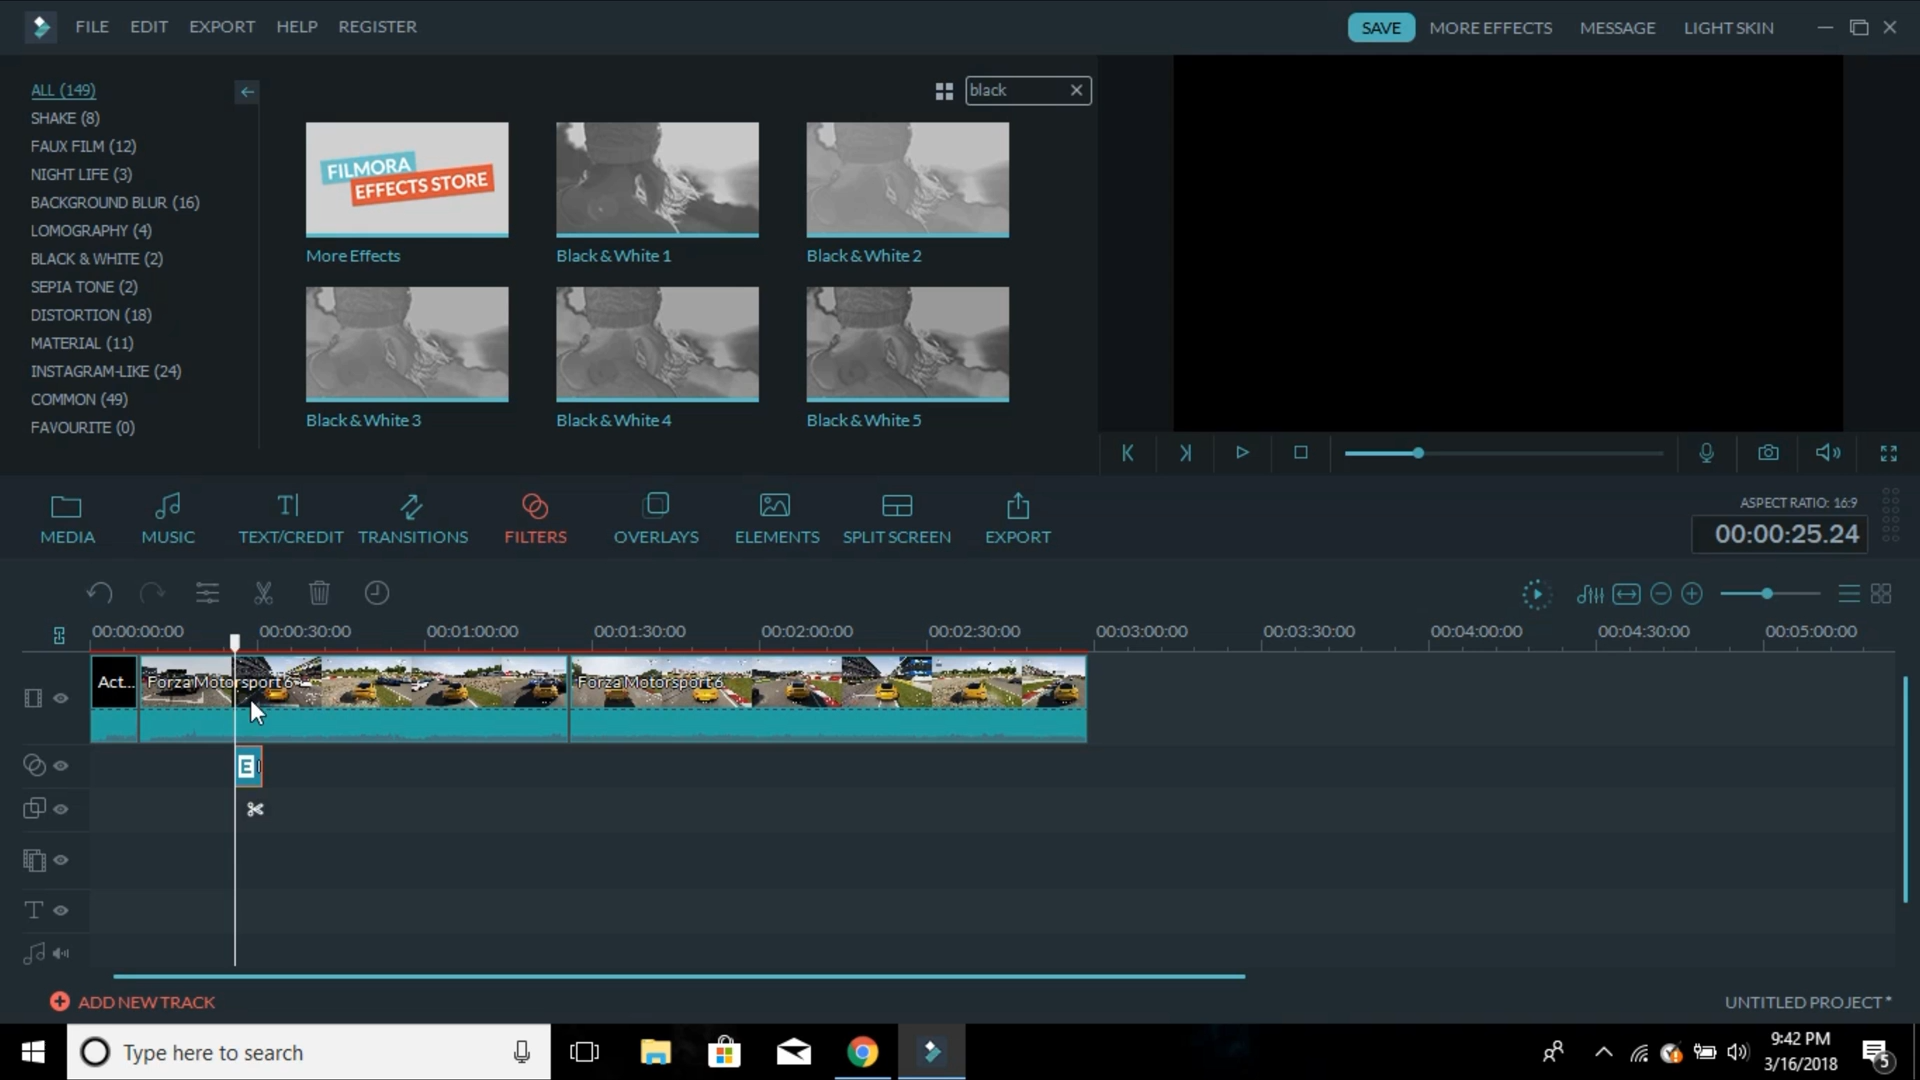 FILE EDIT EXPORT HELP REGISTER
SAVE MORE EFFECTS MESSAGE LIGHT SKIN
ALL (149)
SHAKE (8)
FAUX FILM (12)
NIGHT LIFE (3)
BACKGROUND BLUR (16)
LOMOGRAPHY (4)
BLACK & WHITE (2)
SEPIA TONE (2)
DISTORTION (18)
MATERIAL (11)
INSTAGRAM-LIKE (24)
COMMON (49)
FAVOURITE (0)
black
FILMORA
EFFECTS STORE
More Effects
Black & White 1
Black & White 2
Black & White 3
Black & White 4
Black & White 5
MEDIA MUSIC TEXT/CREDIT TRANSITIONS FILTERS OVERLAYS ELEMENTS SPLIT SCREEN EXPORT
ASPECT RATIO: 16:9
00:00:25.24
00:00:00:00 00:00:30:00 00:01:00:00 00:01:30:00 00:02:00:00 00:02:30:00 00:03:00:00 00:03:30:00 00:04:00:00 00:04:30:00 00:05:00:00
Act... Forza Motorsport 6 Forza Motorsport 6
E
ADD NEW TRACK
UNTITLED PROJECT *
Type here to search
9:42 PM
3/16/2018
5